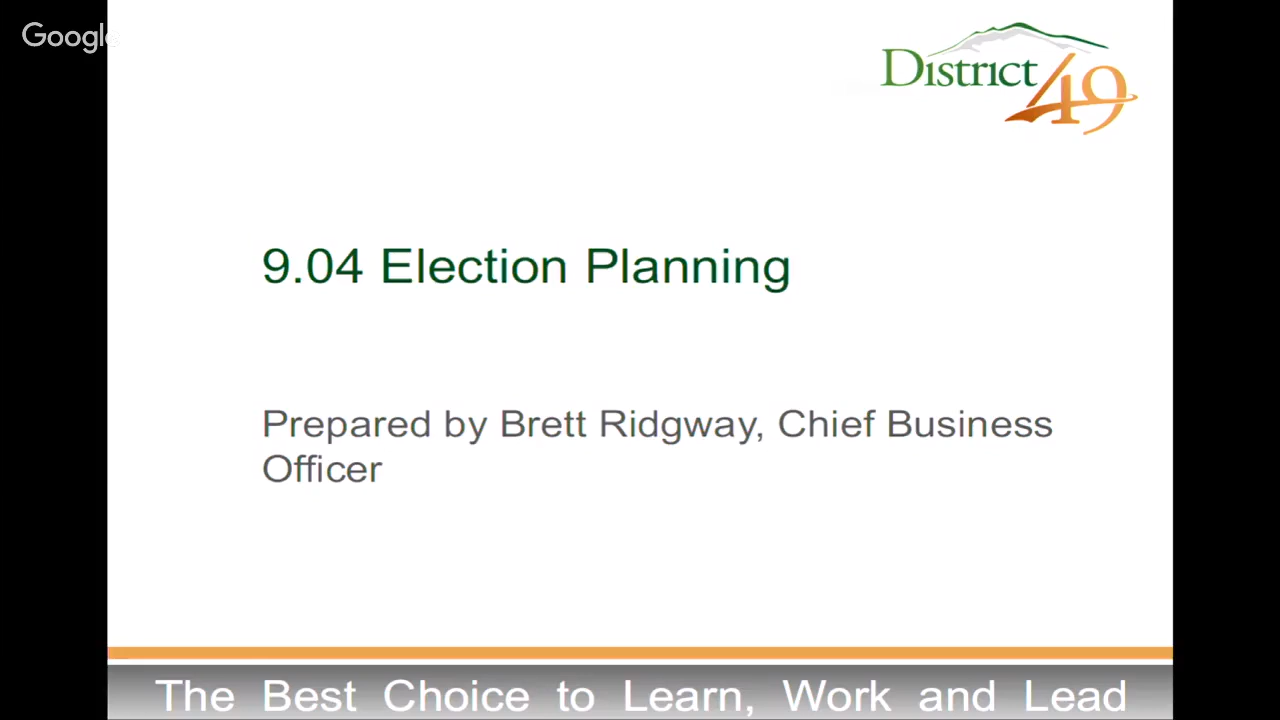 Google
District
49
9.04 Election Planning
Prepared by Brett Ridgway, Chief Business
Officer
The Best Choice to Learn, Work and Lead